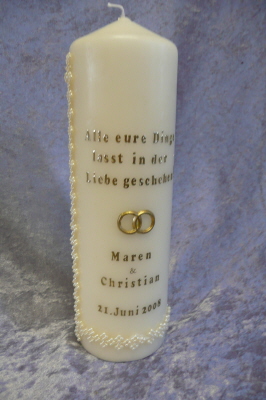 Alle eure Dinge
lasst in der
Liebe geschehen
Maren
&
Christian
21.Juni 2008